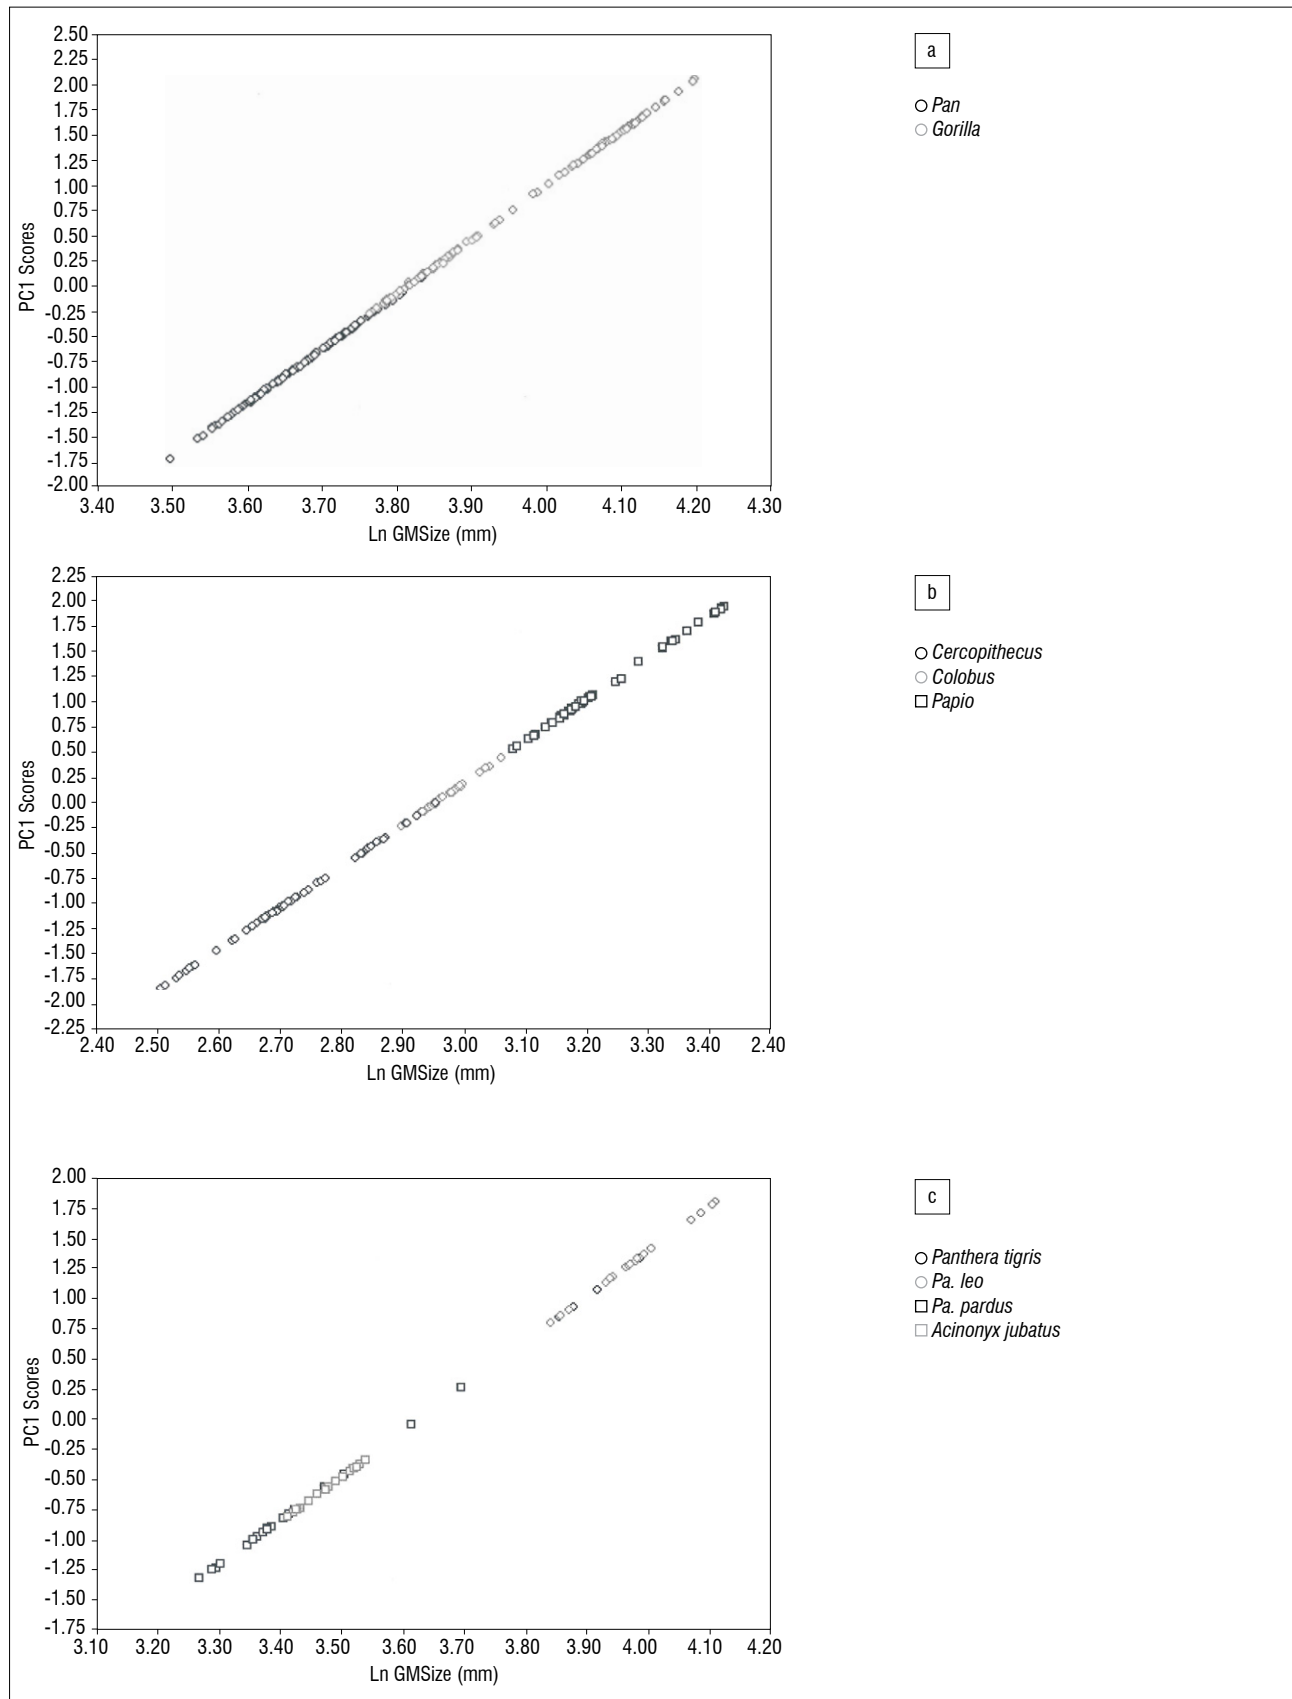 2.50
2.25
2.00
1.75
1.50
1.25
1.00
0.75
0.50
0.25
0.00
-0.25
-0.50
-0.75
-1.00
-1.25
-1.50
-1.75
-2.00
PC1 Scores
3.40 3.50 3.60 3.70 3.80 3.90 4.00 4.10 4.20 4.30
Ln GMSize (mm)
a
Pan
Gorilla
2.25
2.00
1.75
1.50
1.25
1.00
0.75
0.50
0.25
0.00
-0.25
-0.50
-0.75
-1.00
-1.25
-1.50
-1.75
-2.00
-2.25
PC1 Scores
2.40 2.50 2.60 2.70 2.80 2.90 3.00 3.10 3.20 3.30 3.40 2.40
Ln GMSize (mm)
b
Cercopithecus
Colobus
Papio
2.00
1.75
1.50
1.25
1.00
0.75
0.50
0.25
0.00
-0.25
-0.50
-0.75
-1.00
-1.25
-1.50
-1.75
PC1 Scores
3.10 3.20 3.30 3.40 3.50 3.60 3.70 3.80 3.90 4.00 4.10 4.20
Ln GMSize (mm)
c
Panthera tigris
Pa. leo
Pa. pardus
Acinonyx jubatus